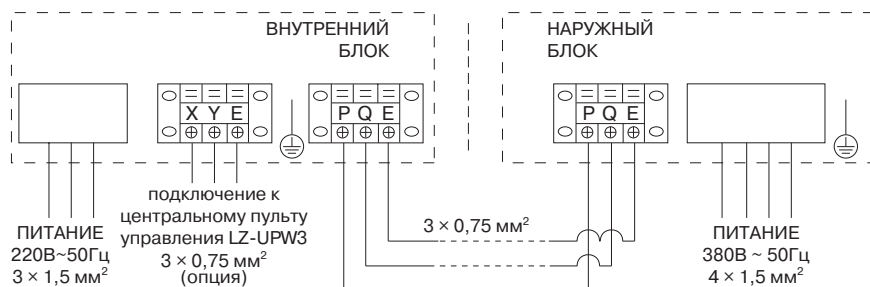 ВНУТРЕННИЙ
БЛОК
НАРУЖНЫЙ
БЛОК
X Y E
P Q E
P Q E
ПИТАНИЕ
220В~50Гц
3 × 1,5 мм²
подключение к
центральному пульту
управления LZ-UPW3
3 × 0,75 мм²
(опция)
3 × 0,75 мм²
ПИТАНИЕ
380В ~ 50Гц
4 × 1,5 мм²